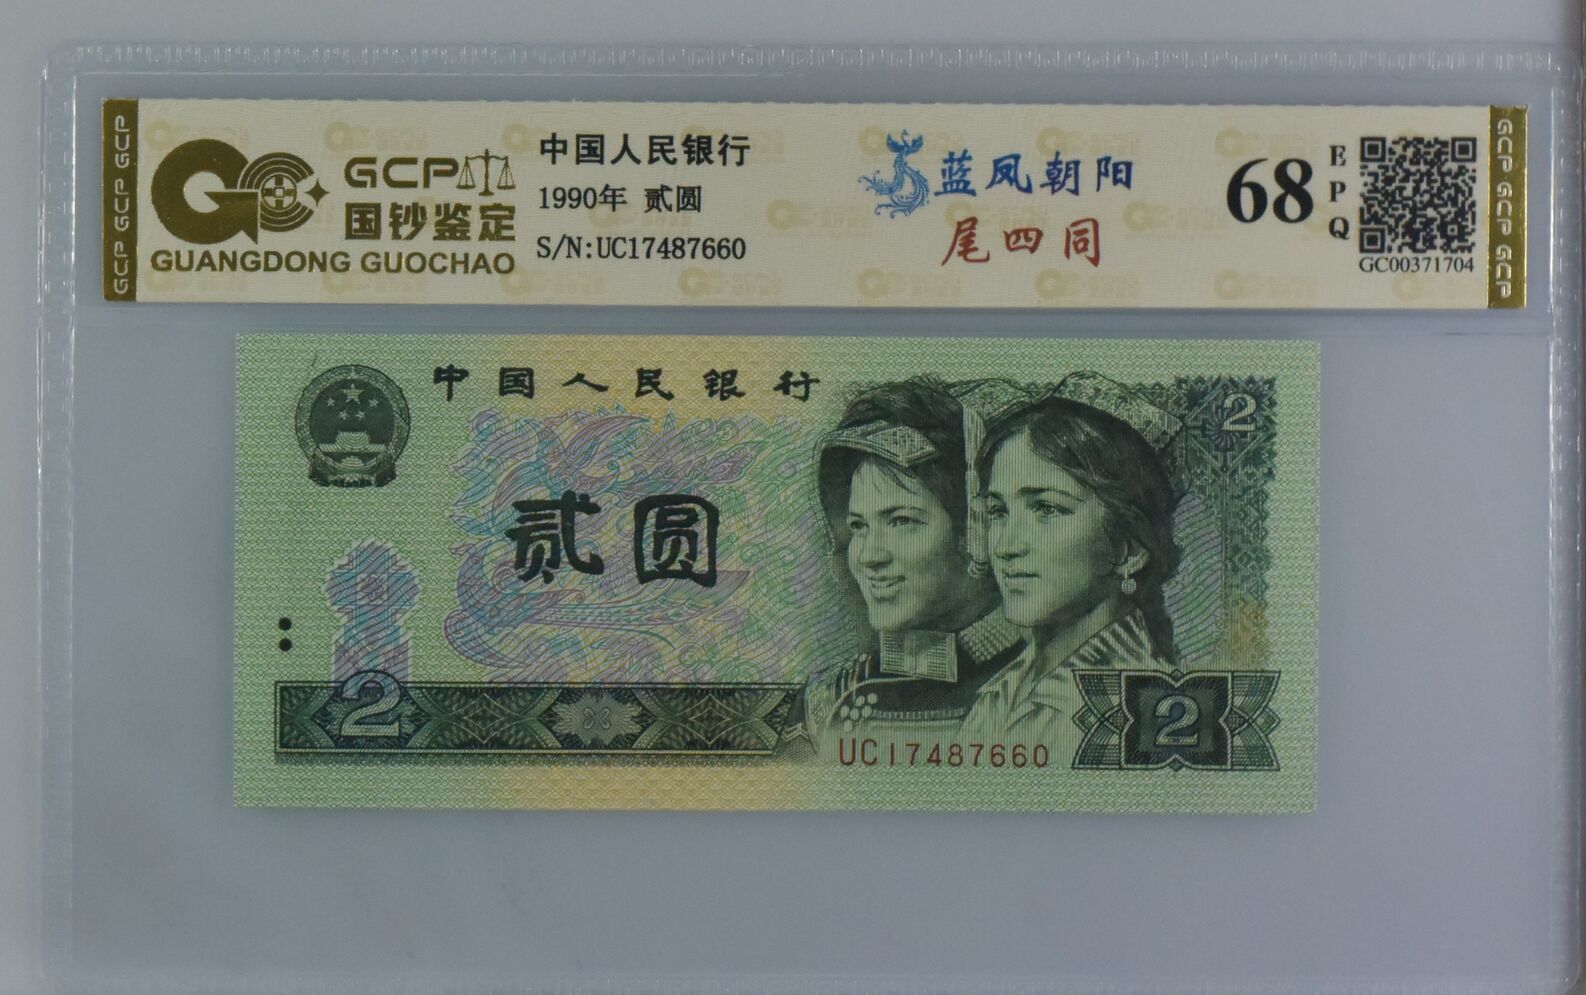 GCP GCP GCP
GCP
国钞鉴定
GUANGDONG GUOCHAO
中国人民银行
1990年 贰圆
S/N:UC17487660
蓝凤朝阳
尾四同
68
EPQ
GC00371704
GCP GCP GCP
中国人民银行
2
贰圆
2
2
UC17487660